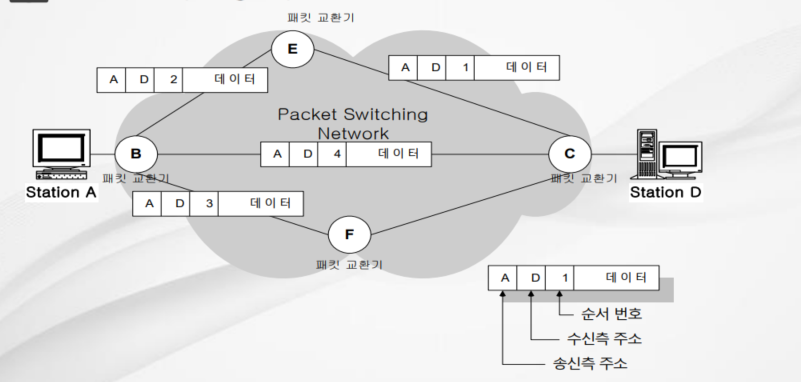 패킷 교환기
E
A D 1 데이터
A D 2 데이터
Packet Switching
Network
B
A D 4 데이터
C
패킷 교환기
패킷 교환기
Station A
Station D
A D 3 데이터
F
패킷 교환기
A D 1 데이터
순서 번호
수신측 주소
송신측 주소